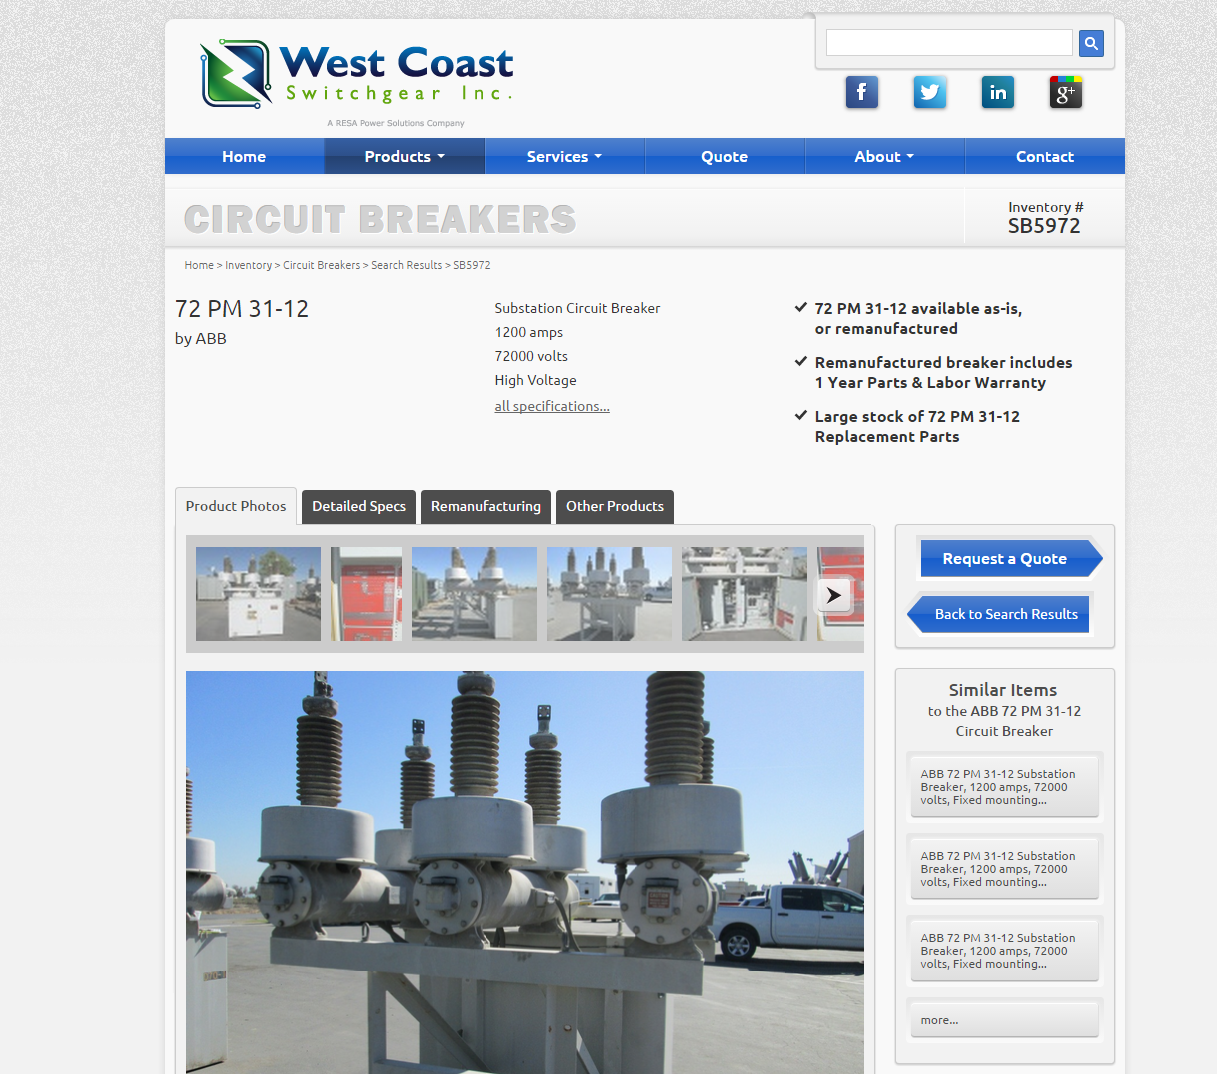 West Coast
Switchgear Inc.
A RESA Power Solutions Company
f
in
g+
Home
Products
Services
Quote
About
Contact
CIRCUIT BREAKERS
Inventory #
SB5972
Home > Inventory > Circuit Breakers > Search Results > SB5972
72 PM 31-12
by ABB
Substation Circuit Breaker
1200 amps
72000 volts
High Voltage
all specifications...
72 PM 31-12 available as-is,
or remanufactured
Remanufactured breaker includes
1 Year Parts & Labor Warranty
Large stock of 72 PM 31-12
Replacement Parts
Product Photos
Detailed Specs
Remanufacturing
Other Products
Request a Quote
Back to Search Results
Similar Items
to the ABB 72 PM 31-12
Circuit Breaker
ABB 72 PM 31-12 Substation
Breaker, 1200 amps, 72000
volts, Fixed mounting...
ABB 72 PM 31-12 Substation
Breaker, 1200 amps, 72000
volts, Fixed mounting...
ABB 72 PM 31-12 Substation
Breaker, 1200 amps, 72000
volts, Fixed mounting...
more...